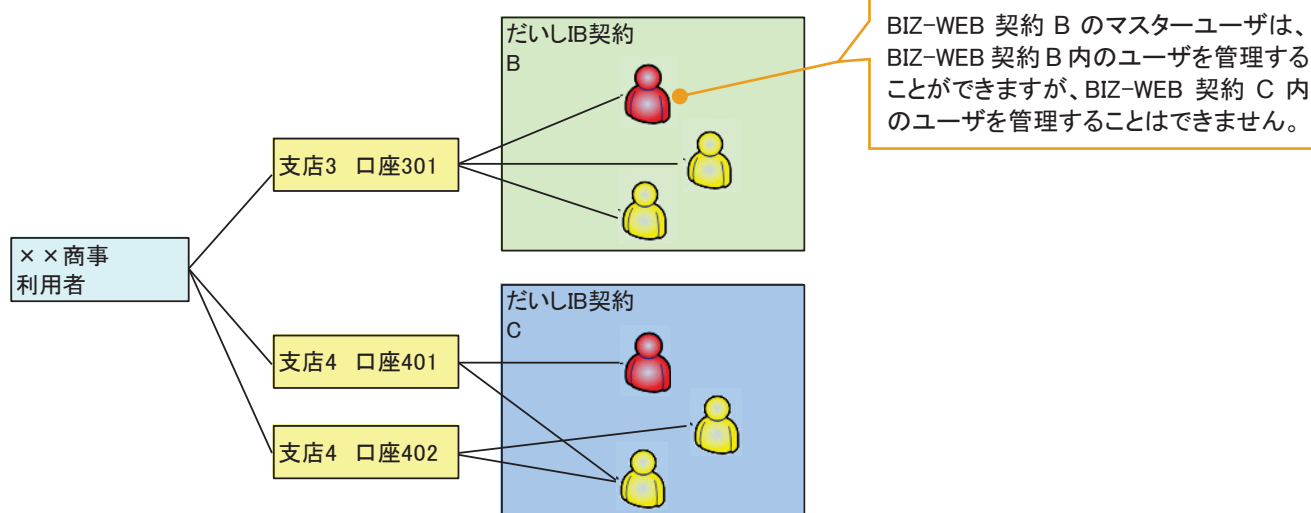 だいしIB契約
B
BIZ-WEB 契約 B のマスターユーザは、
BIZ-WEB 契約 B 内のユーザを管理する
ことができますが、BIZ-WEB 契約 C 内
のユーザを管理することはできません。
支店3 口座301
××商事
利用者
だいしIB契約
C
支店4 口座401
支店4 口座402